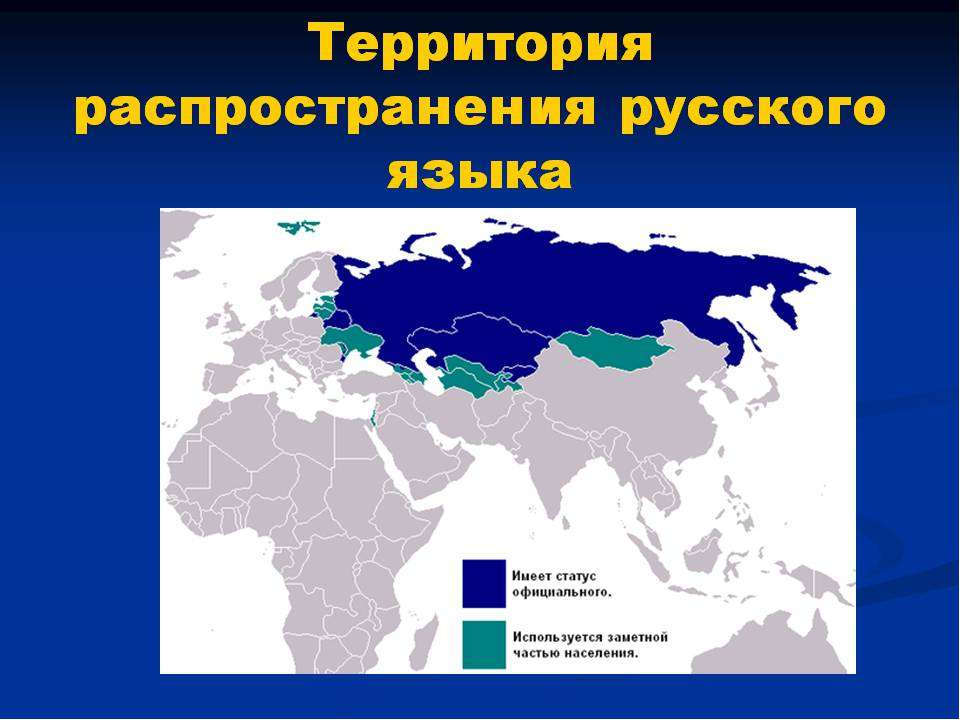 Территория
распространения русского
языка
Имеет статус
официального.
Используется заметной
частью населения.